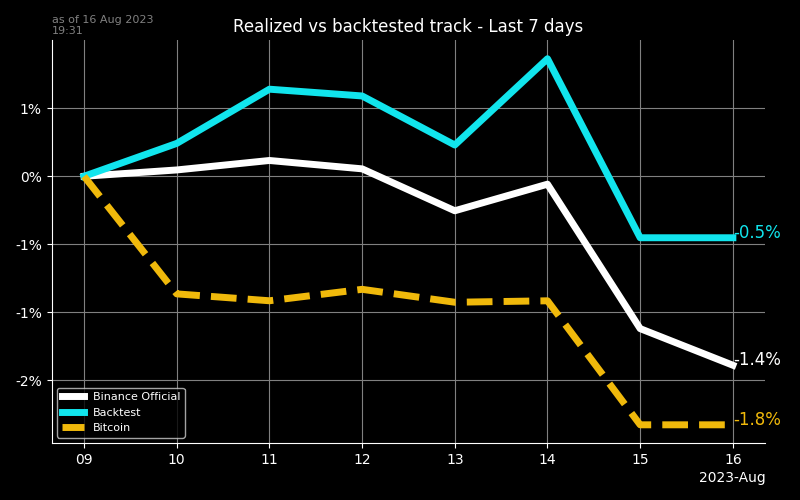 as of 16 Aug 2023
19:31
Realized vs backtested track - Last 7 days
1%
0%
-1%
-1%
-2%
-0.5%
-1.4%
-1.8%
Binance Official
Backtest
Bitcoin
09 10 11 12 13 14 15 16
2023-Aug